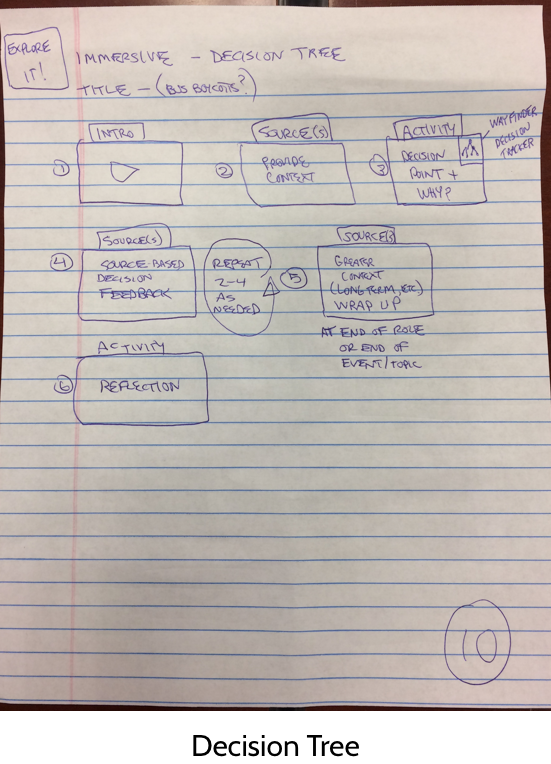 EXPLORE
IT!
IMMERSIVE - DECISION TREE
TITLE - (BUS BOYCOTTS?)
INTRO
1
SOURCE(S)
2
PROVIDE
CONTEXT
ACTIVITY
3
DECISION
POINT +
WHY?
WAYFINDER
DECISION
TRACKER
SOURCE(S)
4
SOURCE-BASED
DECISION
FEEDBACK
REPEAT
2-4
AS
NEEDED
SOURCE(S)
5
GREATER
CONTEXT
(LONG TERM, ETC)
WRAP UP
AT END OF ROLE
OR END OF
EVENT/TOPIC
ACTIVITY
6
REFLECTION
10
Decision Tree